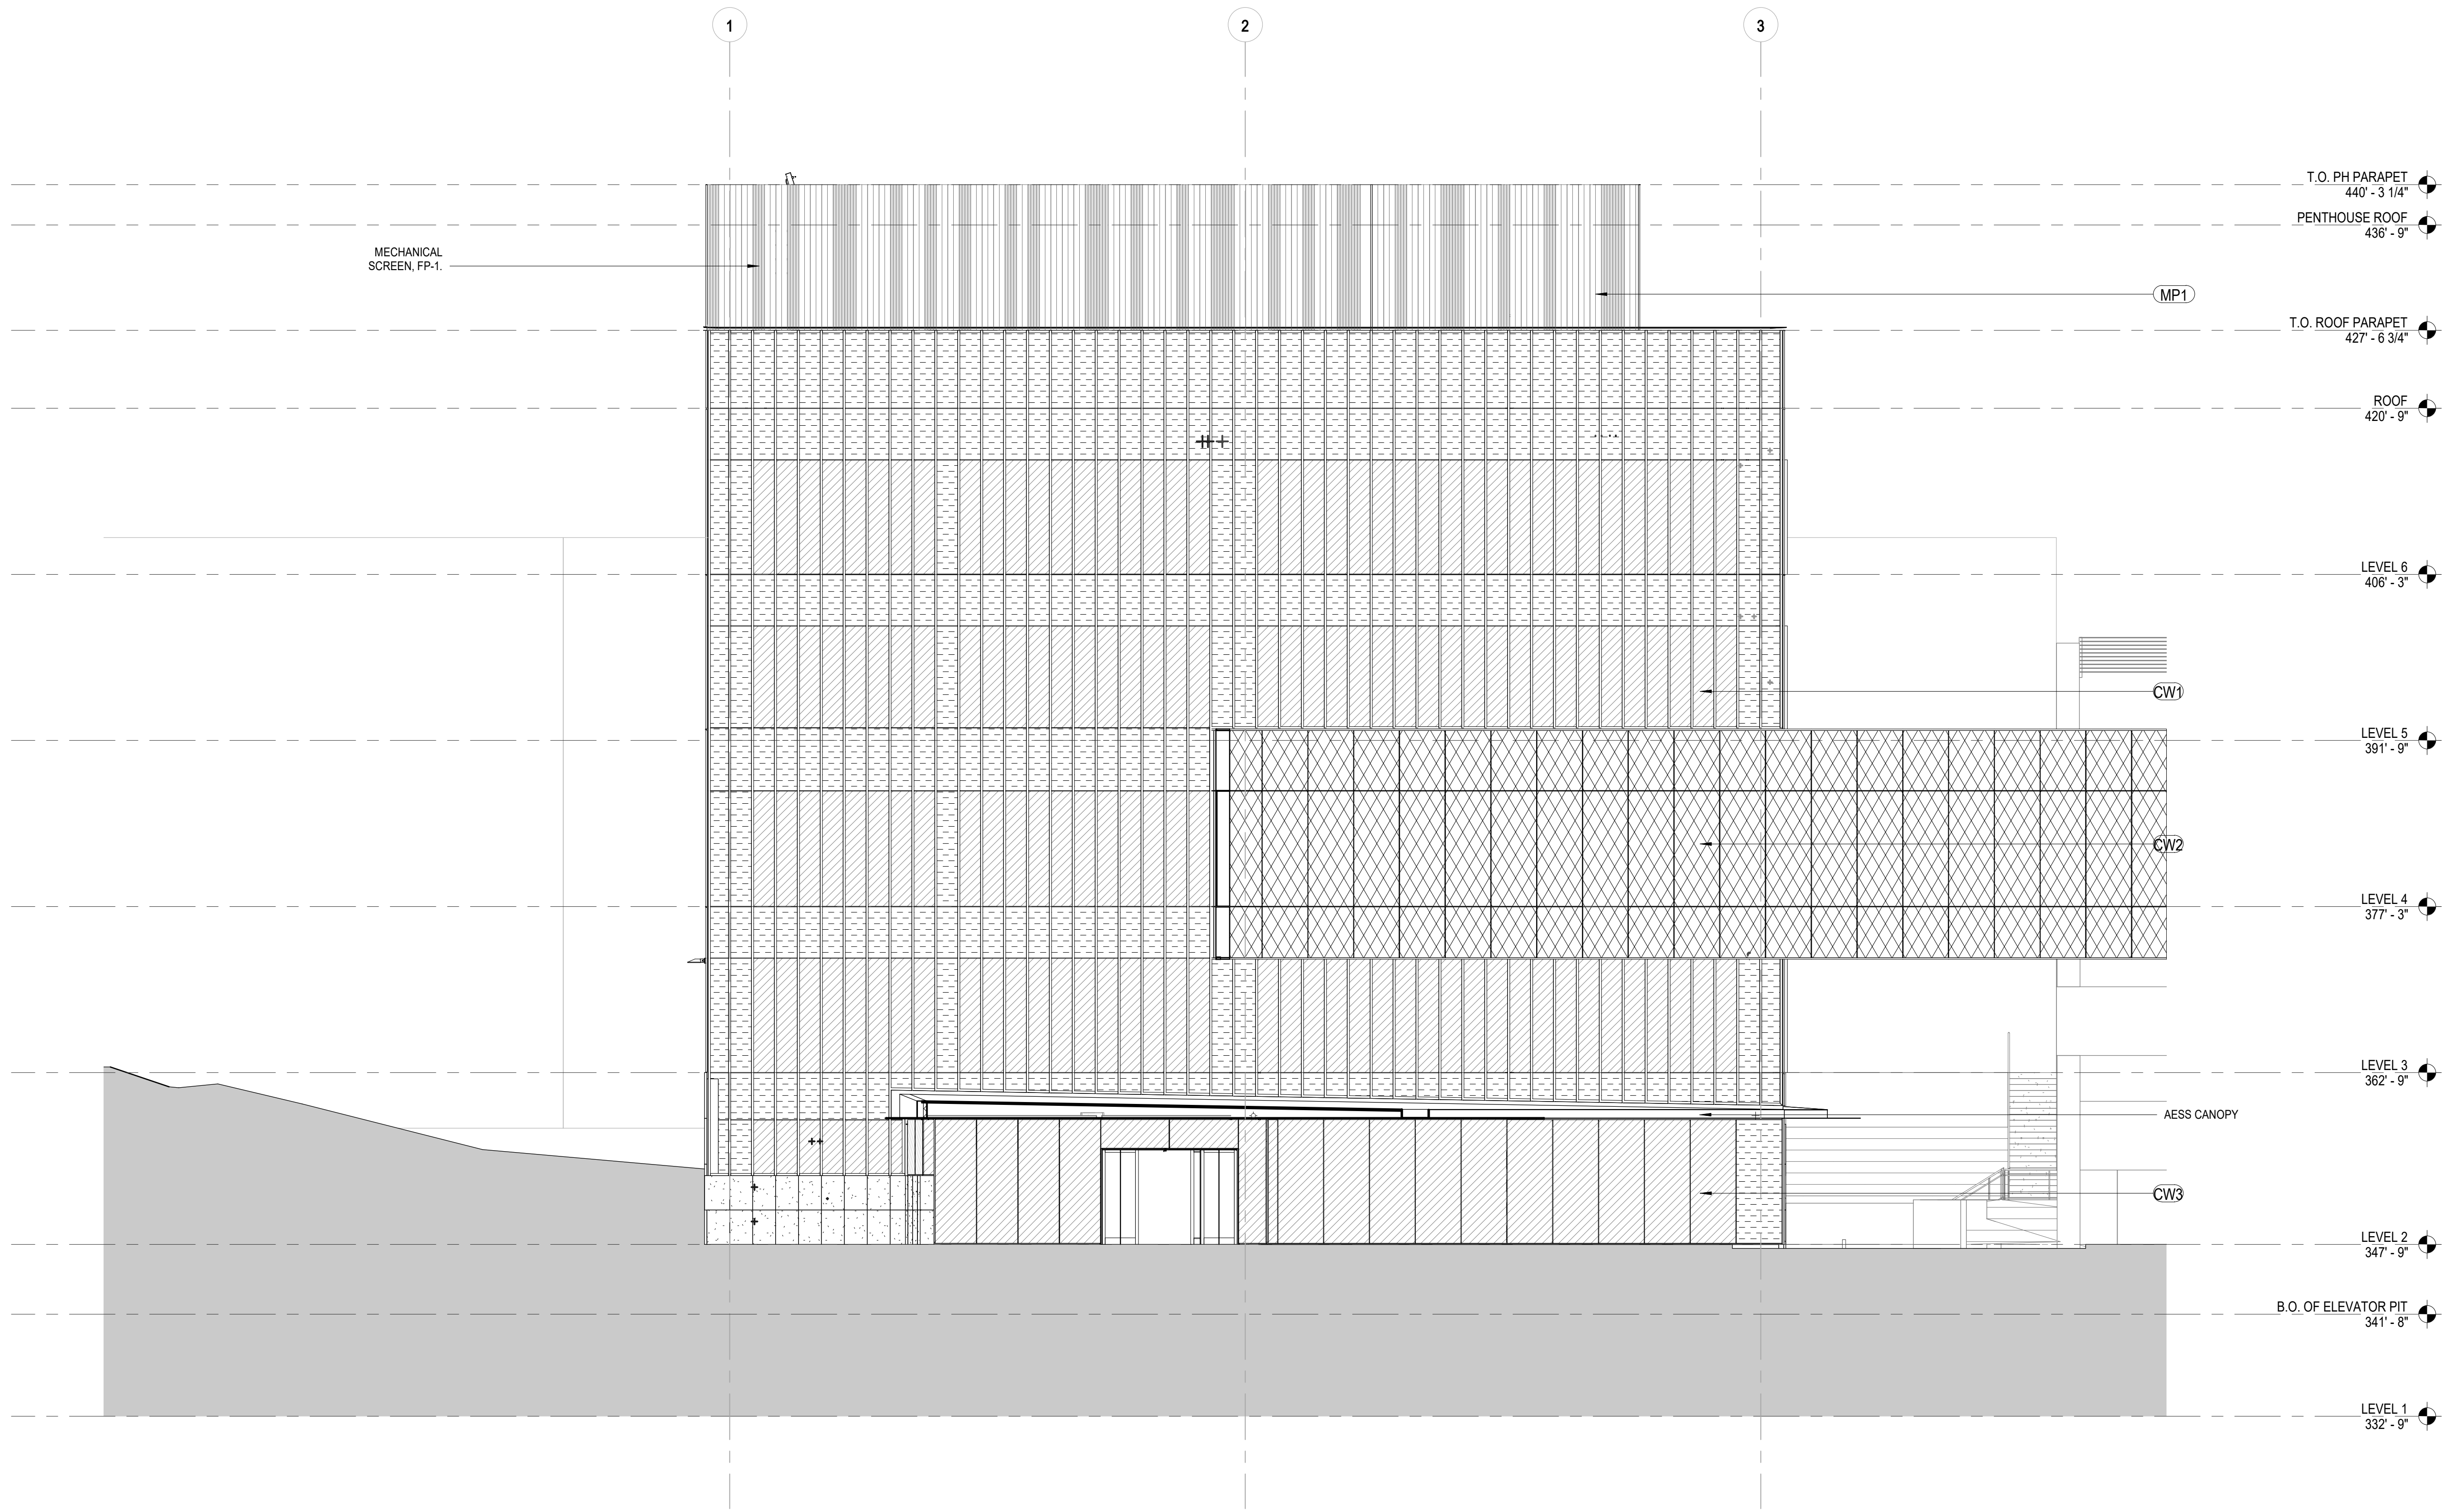 1
2
3
T.O. PH PARAPET
440' - 3 1/4"
PENTHOUSE ROOF
436' - 9"
MECHANICAL
SCREEN, FP-1.
MP1
T.O. ROOF PARAPET
427' - 6 3/4"
ROOF
420' - 9"
LEVEL 6
406' - 3"
CW1
LEVEL 5
391' - 9"
CW2
LEVEL 4
377' - 3"
LEVEL 3
362' - 9"
AESS CANOPY
CW3
LEVEL 2
347' - 9"
B.O. OF ELEVATOR PIT
341' - 8"
LEVEL 1
332' - 9"